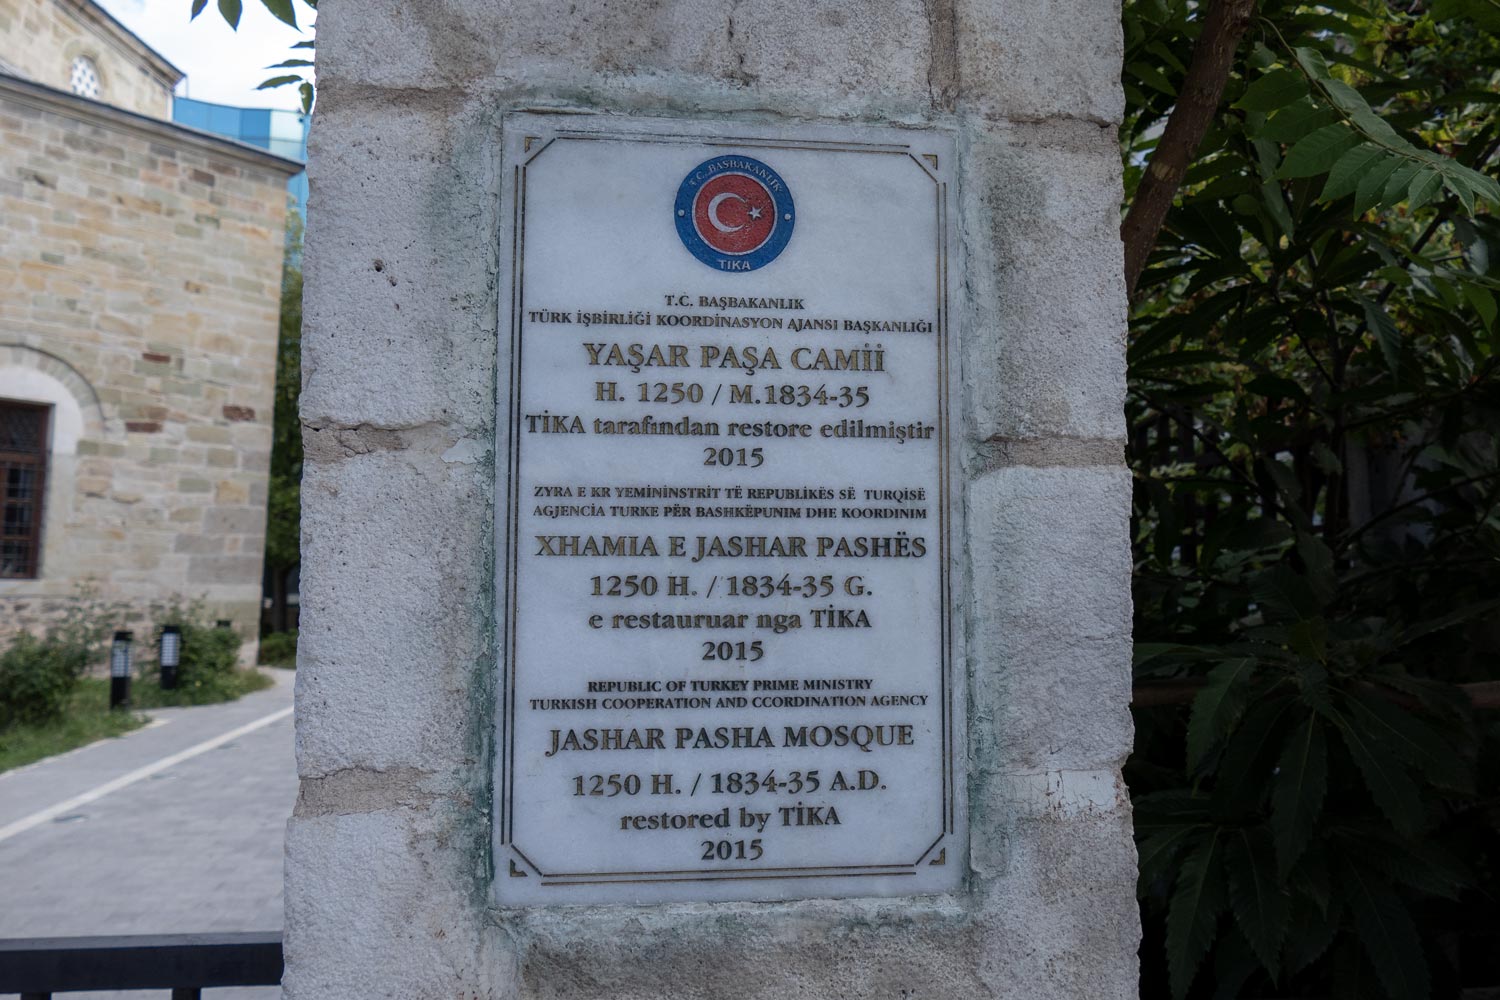 T.C. BAŞBAKANLIK
TIKA
T.C. BAŞBAKANLIK
TÜRK İŞBİRLİĞİ KOORDİNASYON AJANSI BAŞKANLIĞI
YAŞAR PAŞA CAMİİ
H. 1250 / M.1834-35
TİKA tarafından restore edilmiştir
2015
ZYRA E KR YEMININSTRIT TË REPUBLIKËS SË TURQISË
AGJENCIA TURKE PËR BASHKËPUNIM DHE KOORDINIM
XHAMIA E JASHAR PASHËS
1250 H. / 1834-35 G.
e restauruar nga TİKA
2015
REPUBLIC OF TURKEY PRIME MINISTRY
TURKISH COOPERATION AND CCORDINATION AGENCY
JASHAR PASHA MOSQUE
1250 H. / 1834-35 A.D.
restored by TİKA
2015